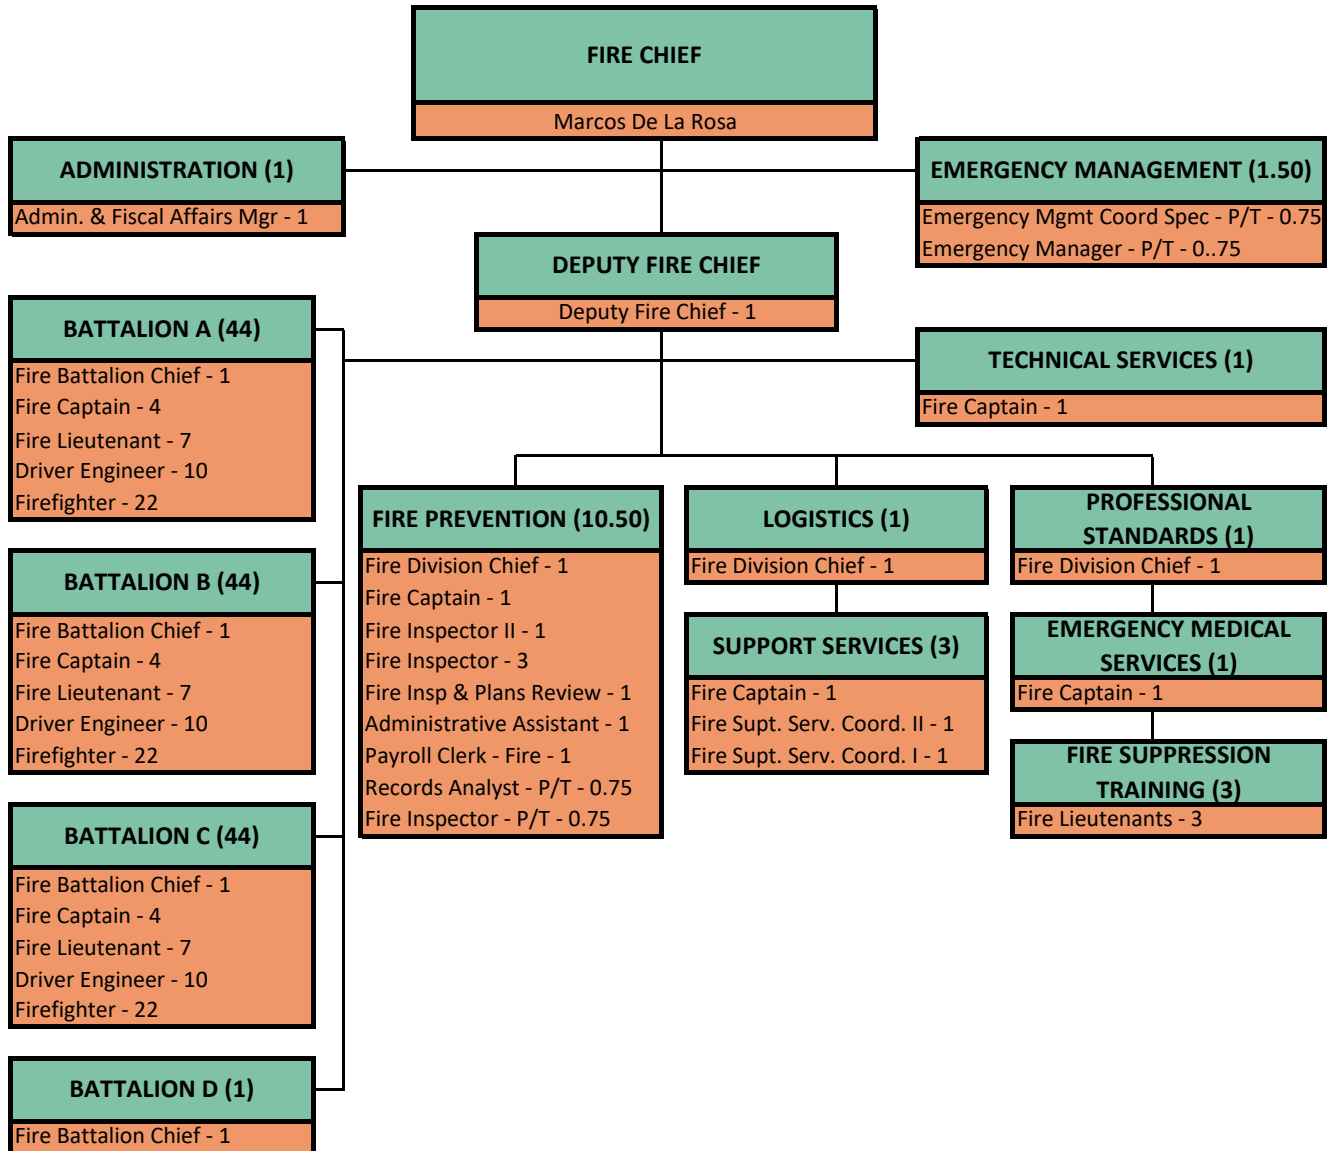 FIRE CHIEF
Marcos De La Rosa
ADMINISTRATION (1)
Admin. & Fiscal Affairs Mgr - 1
EMERGENCY MANAGEMENT (1.50)
Emergency Mgmt Coord Spec - P/T - 0.75
Emergency Manager - P/T - 0..75
DEPUTY FIRE CHIEF
Deputy Fire Chief - 1
BATTALION A (44)
Fire Battalion Chief - 1
Fire Captain - 4
Fire Lieutenant - 7
Driver Engineer - 10
Firefighter - 22
TECHNICAL SERVICES (1)
Fire Captain - 1
BATTALION B (44)
Fire Battalion Chief - 1
Fire Captain - 4
Fire Lieutenant - 7
Driver Engineer - 10
Firefighter - 22
BATTALION C (44)
Fire Battalion Chief - 1
Fire Captain - 4
Fire Lieutenant - 7
Driver Engineer - 10
Firefighter - 22
BATTALION D (1)
Fire Battalion Chief - 1
FIRE PREVENTION (10.50)
Fire Division Chief - 1
Fire Captain - 1
Fire Inspector II - 1
Fire Inspector - 3
Fire Insp & Plans Review - 1
Administrative Assistant - 1
Payroll Clerk - Fire - 1
Records Analyst - P/T - 0.75
Fire Inspector - P/T - 0.75
LOGISTICS (1)
Fire Division Chief - 1
SUPPORT SERVICES (3)
Fire Captain - 1
Fire Supt. Serv. Coord. II - 1
Fire Supt. Serv. Coord. I - 1
PROFESSIONAL
STANDARDS (1)
Fire Division Chief - 1
EMERGENCY MEDICAL
SERVICES (1)
Fire Captain - 1
FIRE SUPPRESSION
TRAINING (3)
Fire Lieutenants - 3